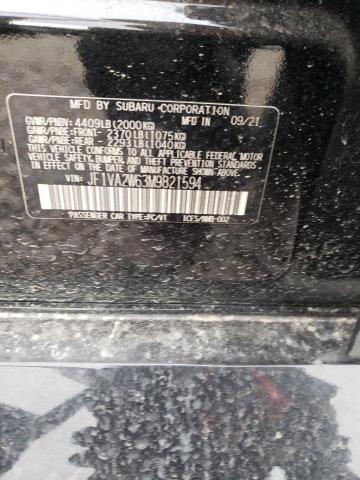 MFD BY SUBARU CORPORATION
GVWR/PNBV: 4409LB(2000KG) 09/21
GAWR/PNBE:FRONT- 2370LB(1075KG)
GAWR/PNBE:REAR - 2293LB(1040KG)
THIS VEHICLE CONFORMS TO ALL APPLICABLE FEDERAL MOTOR VEHICLE
SAFETY, BUMPER, AND THEFT PREVENTION STANDARDS IN EFFECT
ON THE DATE OF MANUFACTURE SHOWN ABOVE.
VIN: JF1VA2W63M9821594
PASSENGER CAR TYPE:PC/VT ICES/NMB-002